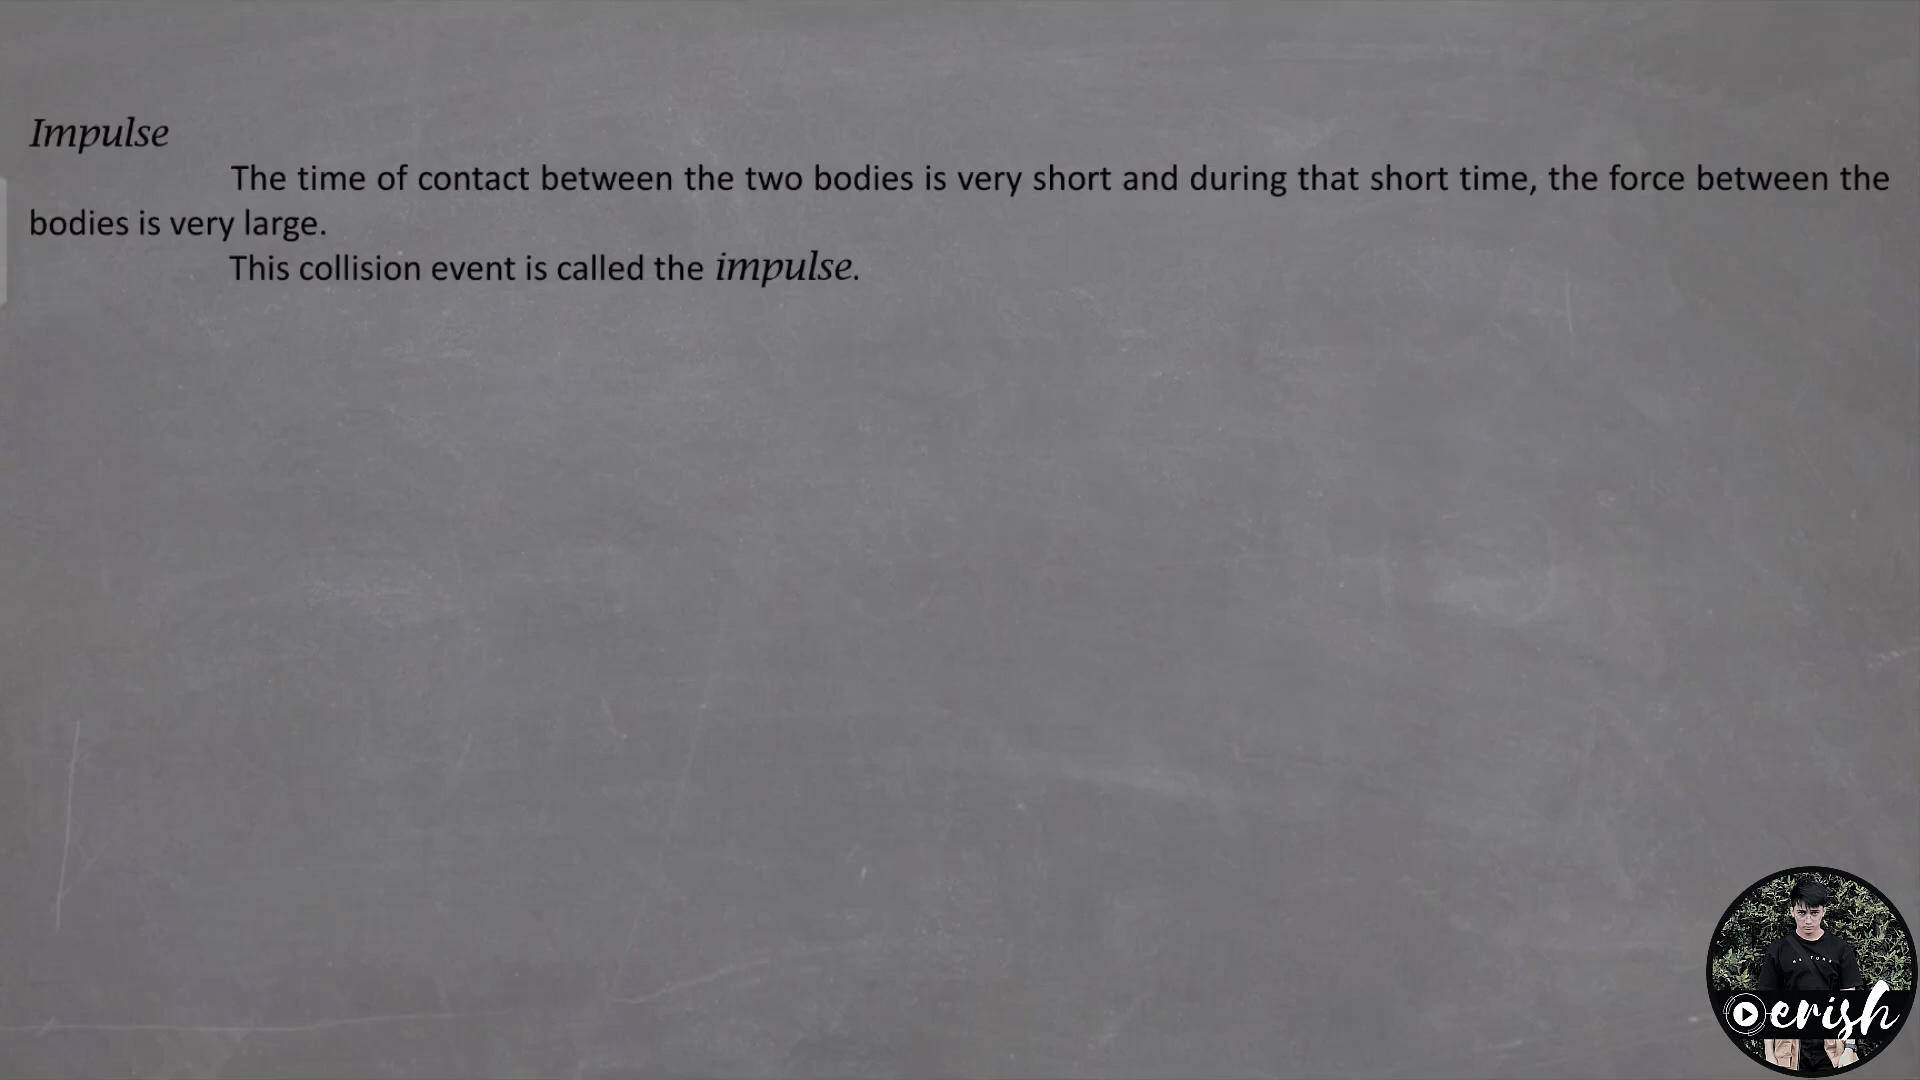 Impulse
The time of contact between the two bodies is very short and during that short time, the force between the
bodies is very large.
This collision event is called the impulse.
erish